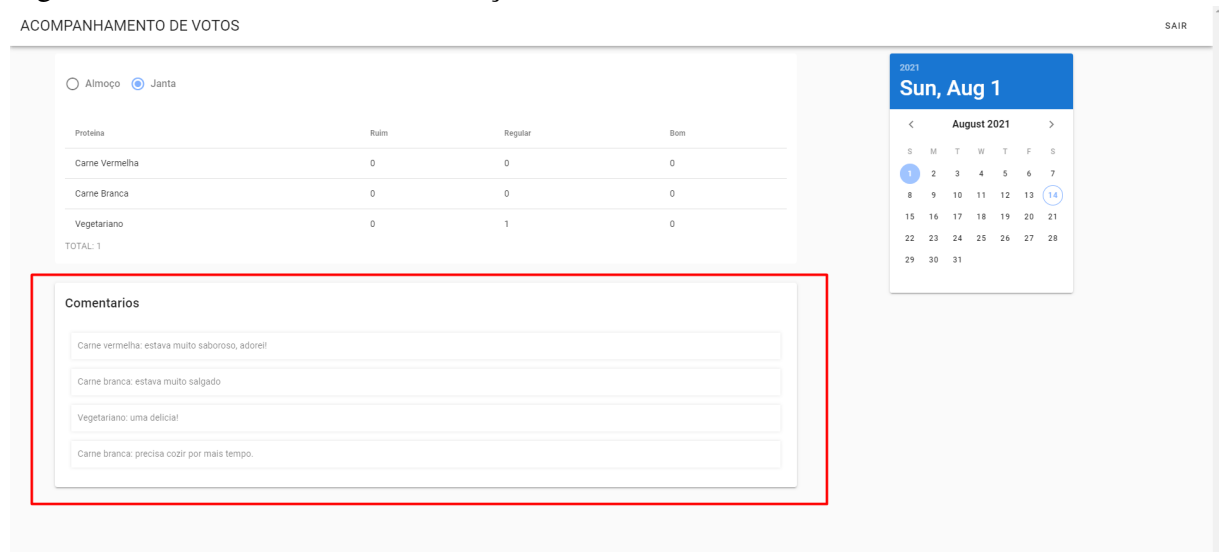 ACOMPANHAMENTO DE VOTOS
SAIR
Almoço Janta
Proteina Ruim Regular Bom
Carne Vermelha 0 0 0
Carne Branca 0 0 0
Vegetariano 0 1 0
TOTAL: 1
Comentarios
Carne vermelha: estava muito saboroso, adorei!
Carne branca: estava muito salgado
Vegetariano: uma delicia!
Carne branca: precisa cozir por mais tempo.
2021
Sun, Aug 1
< August 2021 >
S M T W T F S
1 2 3 4 5 6 7
8 9 10 11 12 13 14
15 16 17 18 19 20 21
22 23 24 25 26 27 28
29 30 31